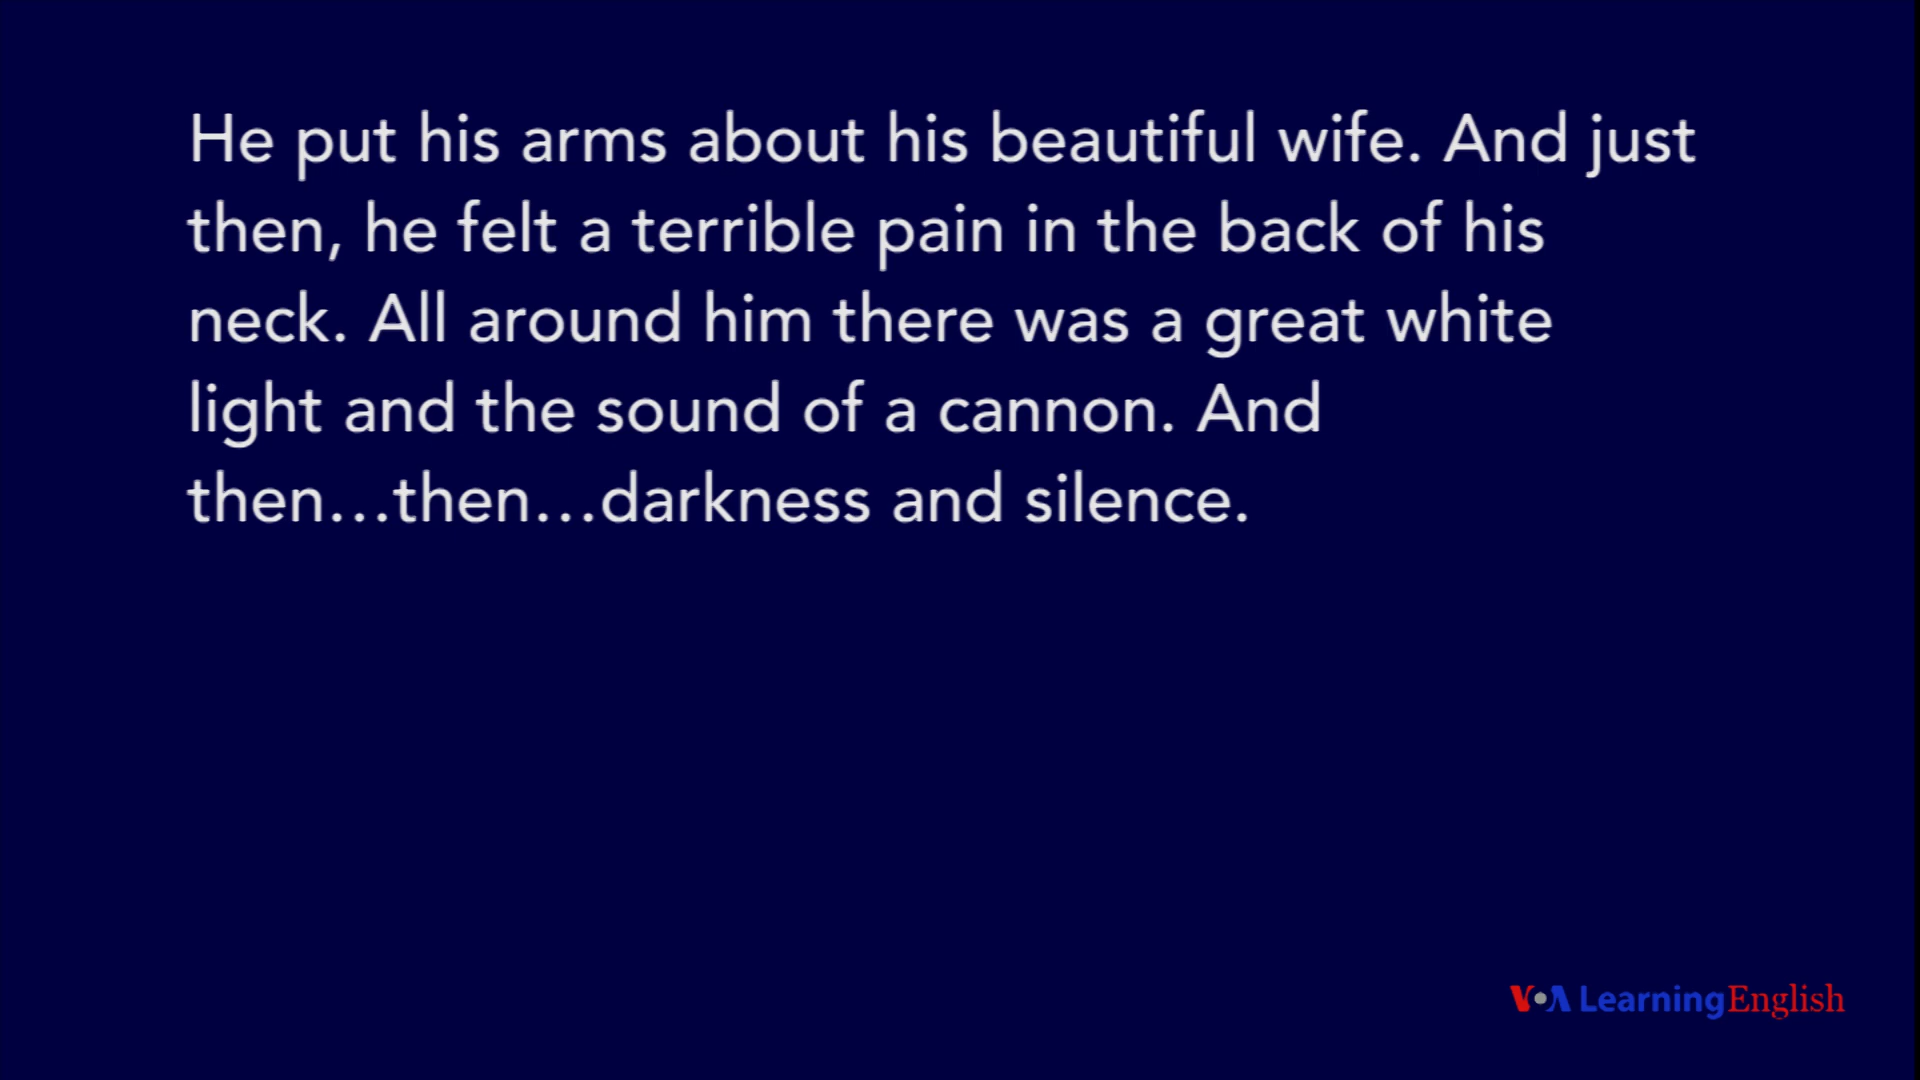 He put his arms about his beautiful wife. And just
then, he felt a terrible pain in the back of his
neck. All around him there was a great white
light and the sound of a cannon. And
then…then…darkness and silence.
VOA LearningEnglish